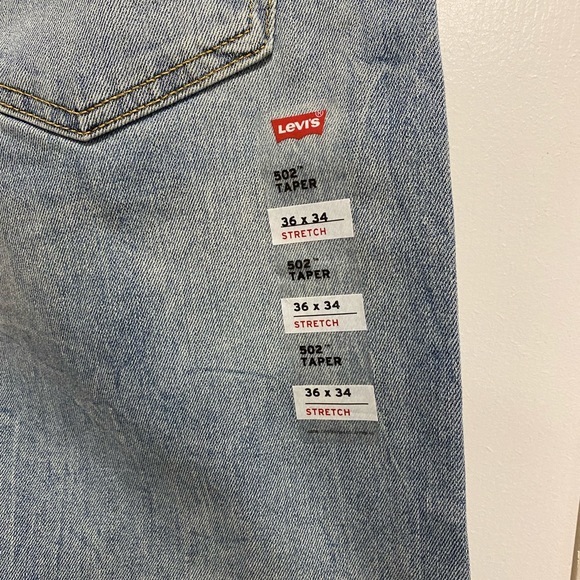 Levi's®
502™
TAPER
36 x 34
STRETCH
502™
TAPER
36 x 34
STRETCH
502™
TAPER
36 x 34
STRETCH